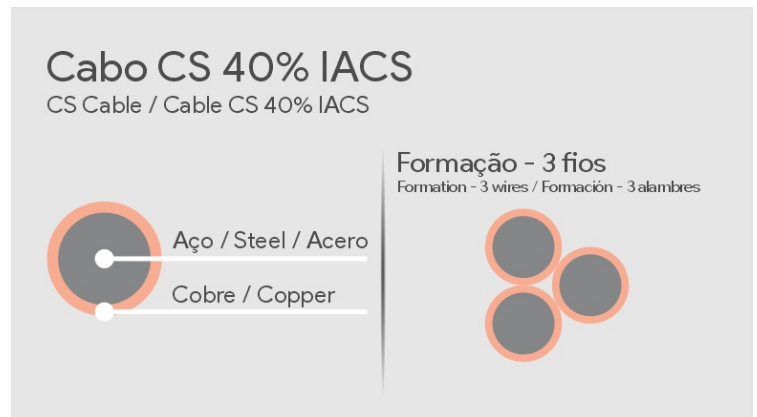 Cabo CS 40% IACS
CS Cable / Cable CS 40% IACS
Aço / Steel / Acero
Cobre / Copper
Formação - 3 fios
Formation - 3 wires / Formación - 3 alambres